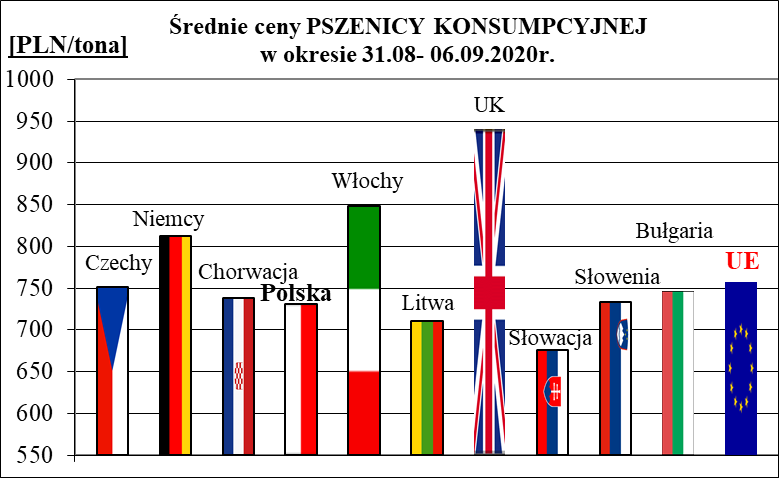 Średnie ceny PSZENICY KONSUMPCYJNEJ
w okresie 31.08- 06.09.2020r.
[PLN/tona]
1000
950
900
850
800
750
700
650
600
550
Czechy
Niemcy
Chorwacja
Polska
Włochy
Litwa
UK
Słowacja
Słowenia
Bułgaria
UE